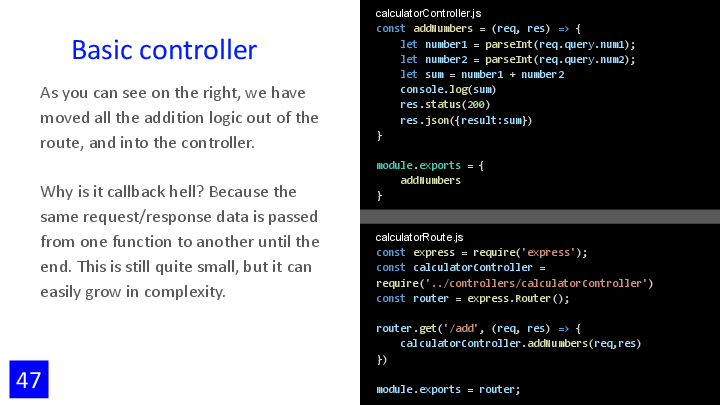 Basic controller
As you can see on the right, we have
moved all the addition logic out of the
route, and into the controller.
Why is it callback hell? Because the
same request/response data is passed
from one function to another until the
end. This is still quite small, but it can
easily grow in complexity.
47
calculatorController.js
const addNumbers = (req, res) => {
    let number1 = parseInt(req.query.num1);
    let number2 = parseInt(req.query.num2);
    let sum = number1 + number2
    console.log(sum)
    res.status(200)
    res.json({result:sum})
}
module.exports = {
    addNumbers
}
calculatorRoute.js
const express = require('express');
const calculatorController =
require('../controllers/calculatorController')
const router = express.Router();
router.get('/add', (req, res) => {
    calculatorController.addNumbers(req,res)
})
module.exports = router;